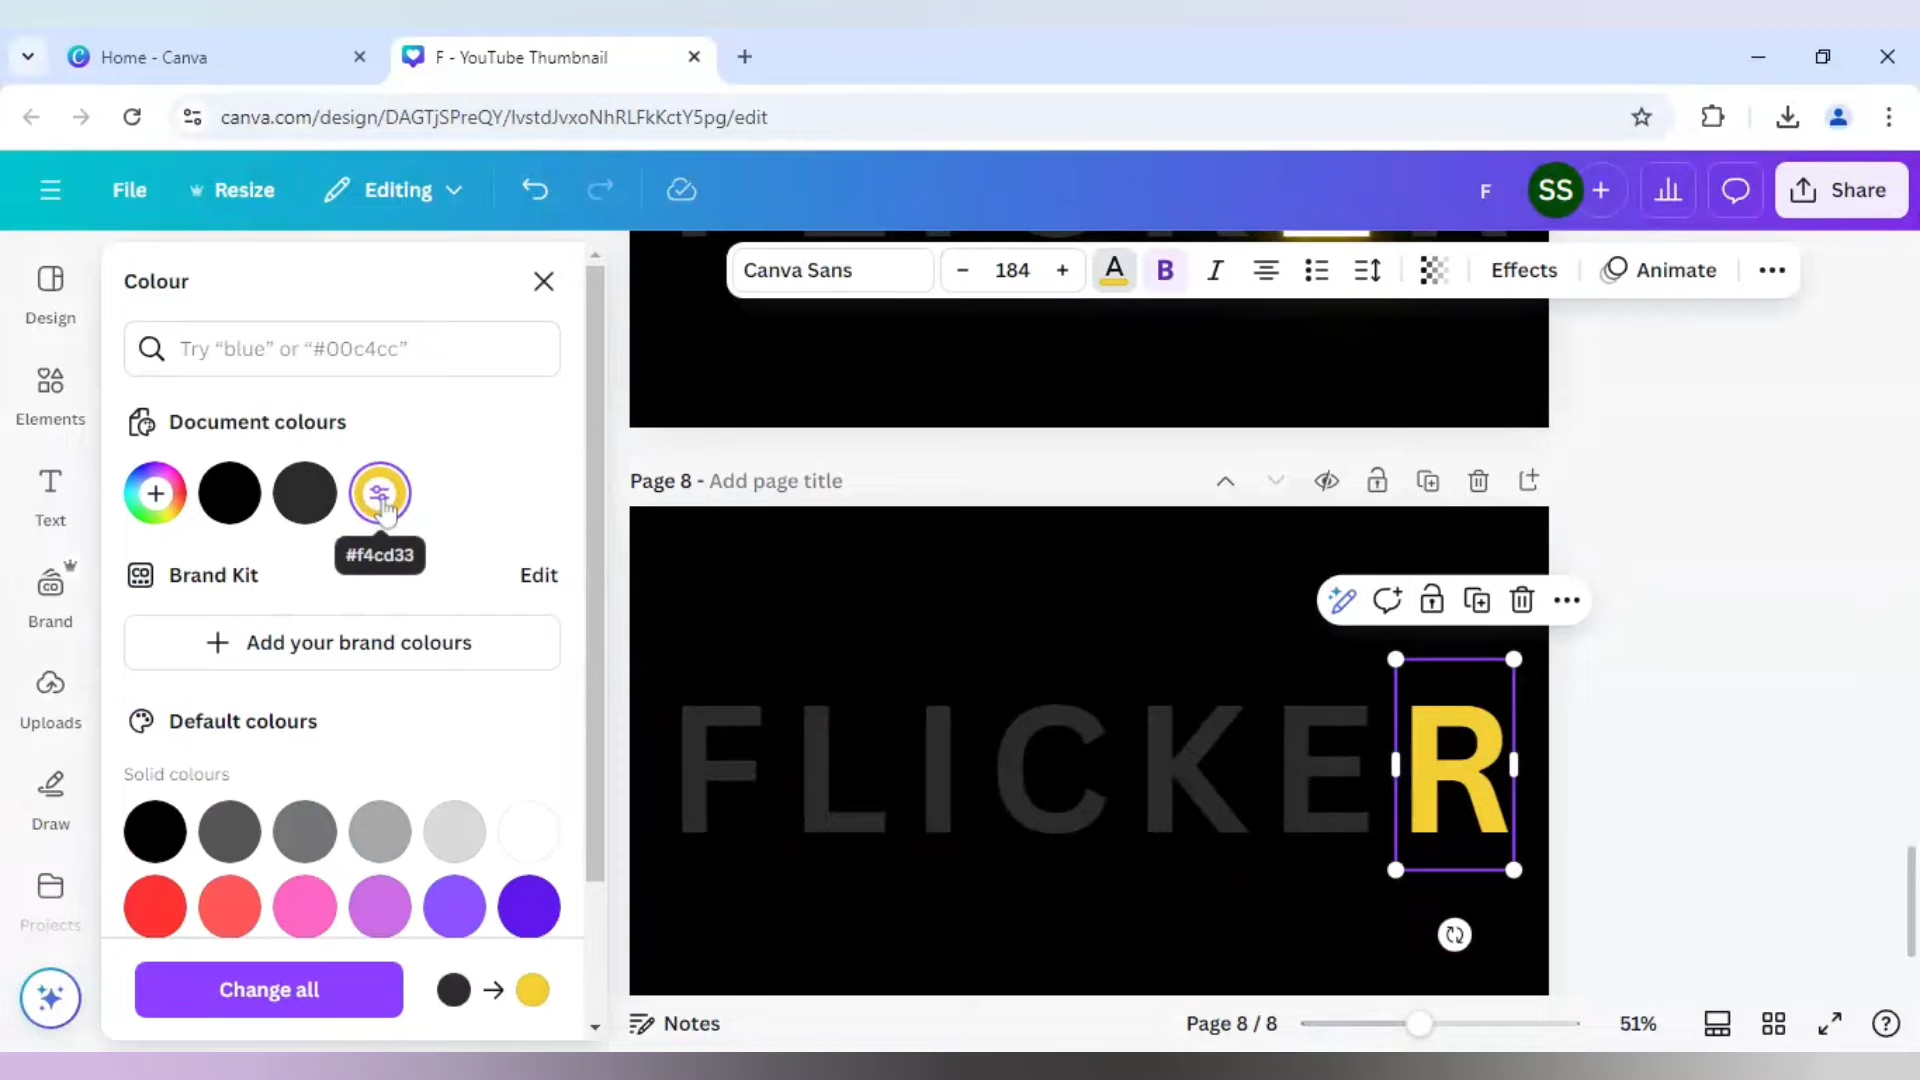 Home - Canva
F - YouTube Thumbnail
canva.com/design/DAGTjSPreQY/IvstdJvxoNhRLFkKctY5pg/edit
File
Resize
Editing
F
SS
Share
Design
Elements
Text
Brand
Uploads
Draw
Projects
Colour
Try “blue” or “#00c4cc”
Document colours
#f4cd33
Brand Kit
Edit
Add your brand colours
Default colours
Solid colours
Change all
Canva Sans
184
A
B
I
Effects
Animate
Page 8 - Add page title
FLICKER
Notes
Page 8 / 8
51%